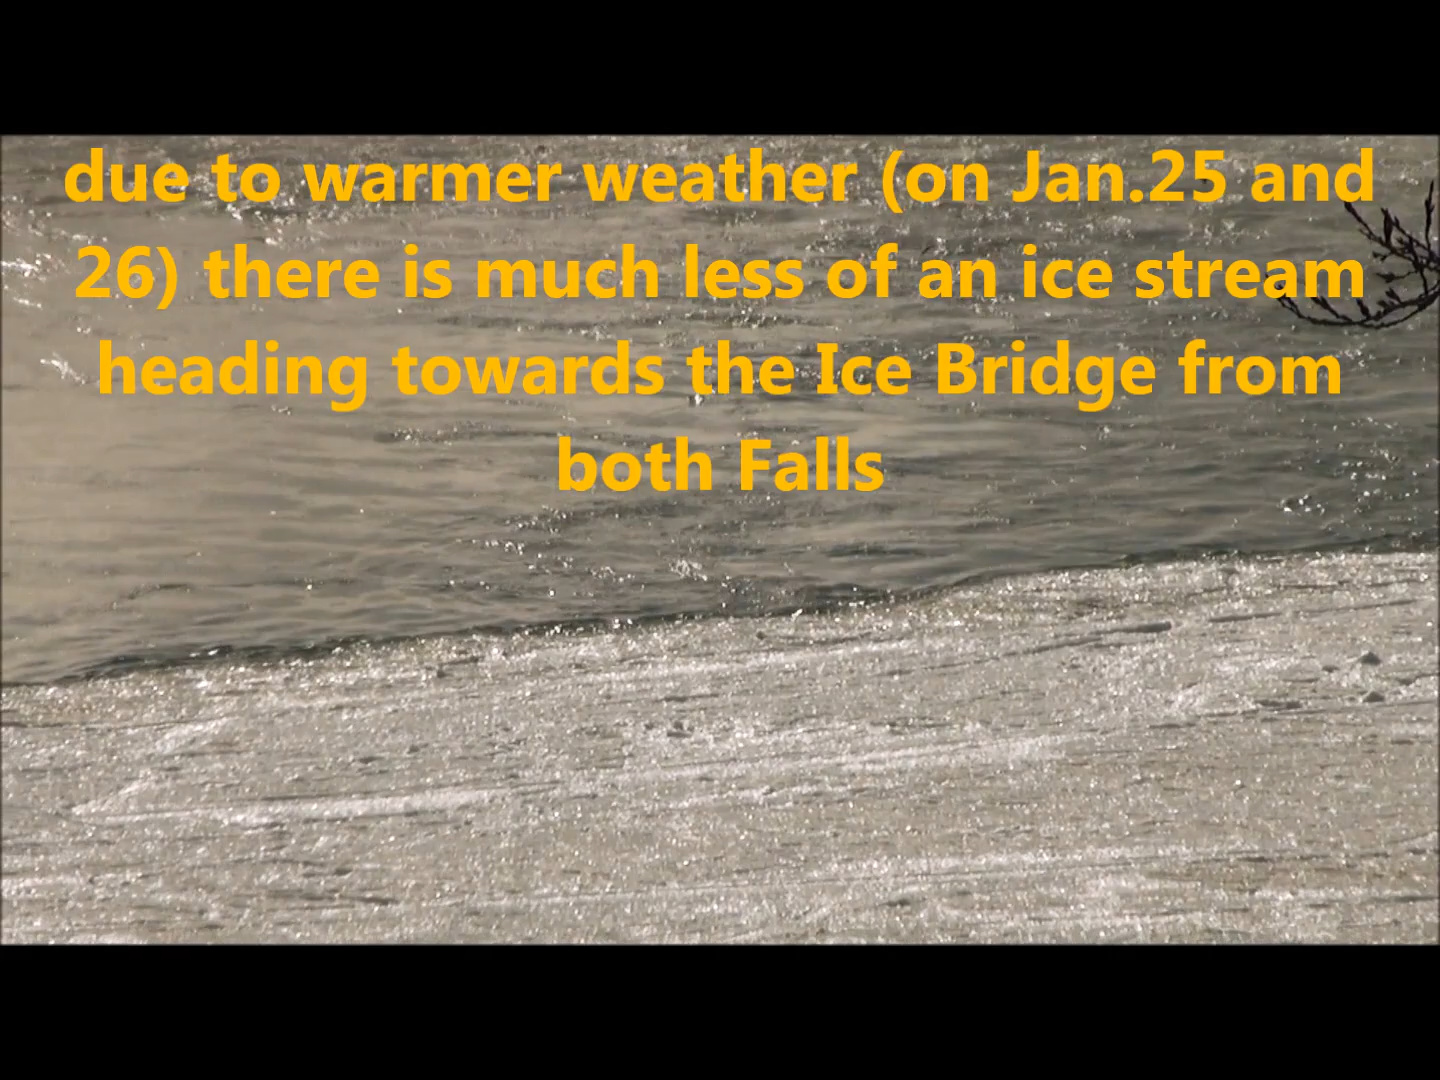 due to warmer weather (on Jan.25 and
26) there is much less of an ice stream
heading towards the Ice Bridge from
both Falls